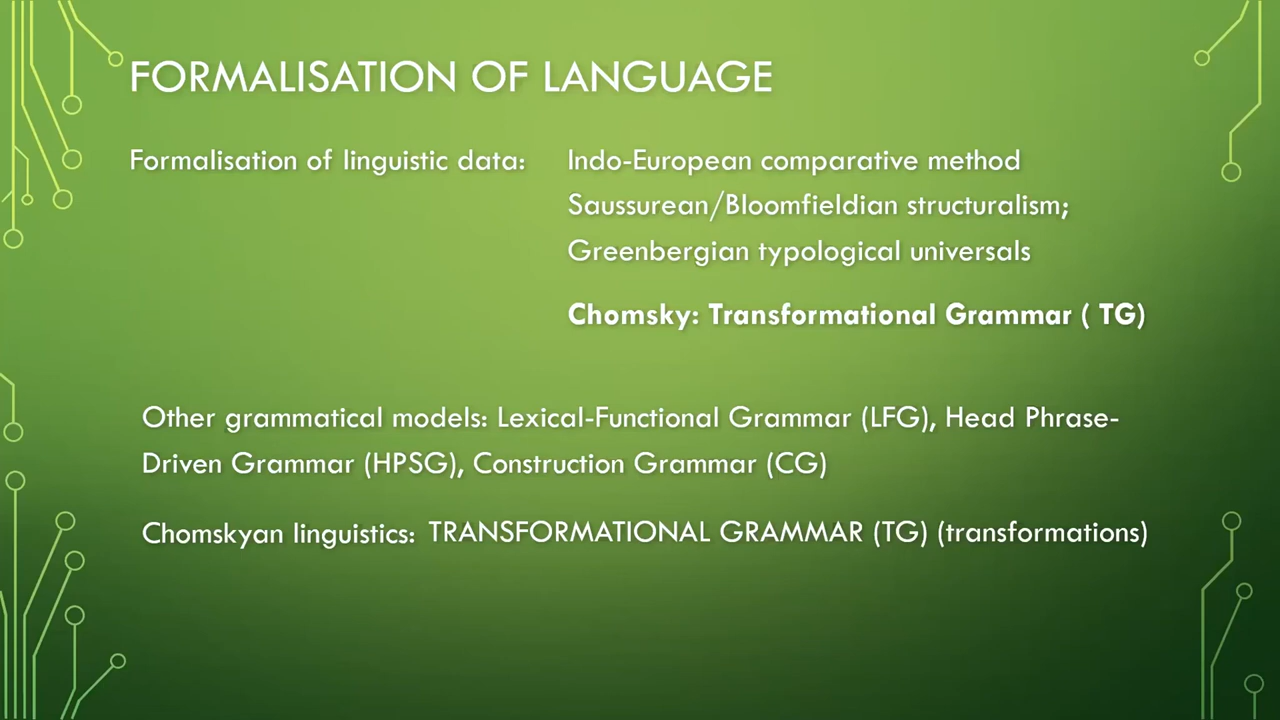 FORMALISATION OF LANGUAGE
Formalisation of linguistic data: Indo-European comparative method
Saussurean/Bloomfieldian structuralism;
Greenbergian typological universals
Chomsky: Transformational Grammar ( TG)
Other grammatical models: Lexical-Functional Grammar (LFG), Head Phrase-
Driven Grammar (HPSG), Construction Grammar (CG)
Chomskyan linguistics: TRANSFORMATIONAL GRAMMAR (TG) (transformations)